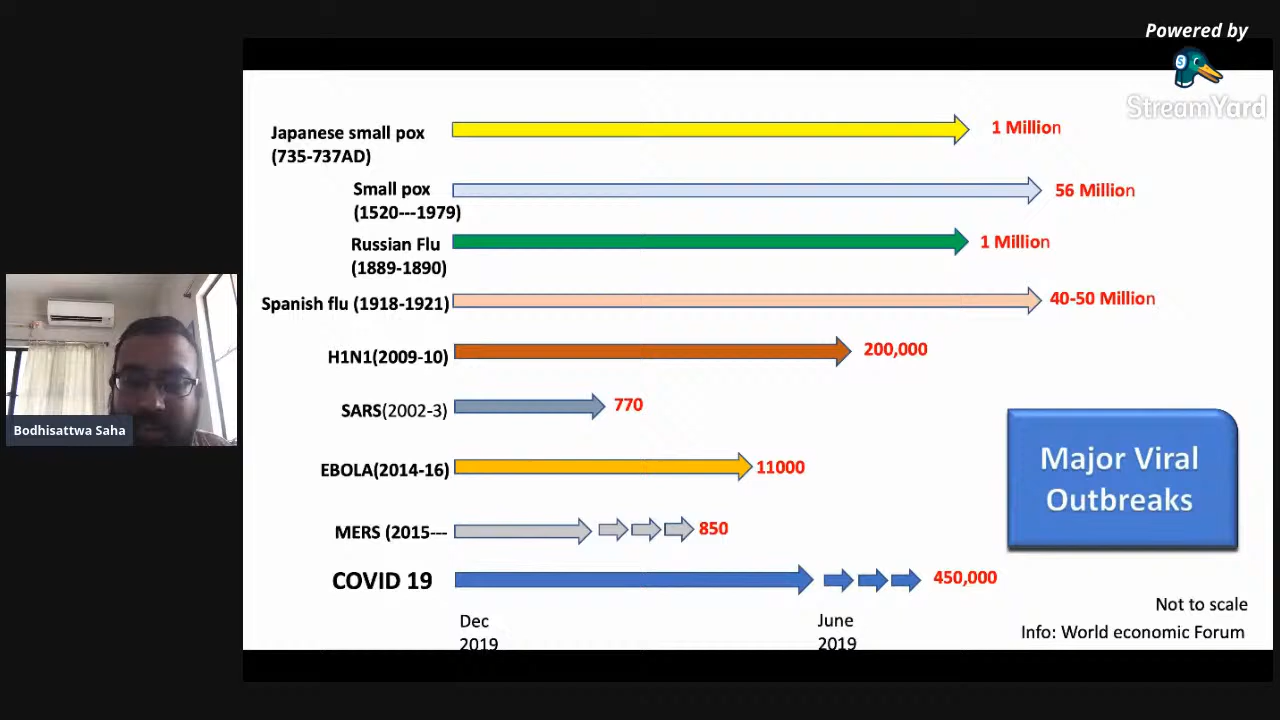 Powered by
StreamYard
Japanese small pox
(735-737AD)
1 Million
Small pox
(1520---1979)
56 Million
Russian Flu
(1889-1890)
1 Million
Spanish flu (1918-1921)
40-50 Million
H1N1(2009-10)
200,000
SARS(2002-3)
770
EBOLA(2014-16)
11000
MERS (2015---
850
COVID 19
450,000
Dec
2019
June
2019
Major Viral
Outbreaks
Not to scale
Info: World economic Forum
Bodhisattwa Saha